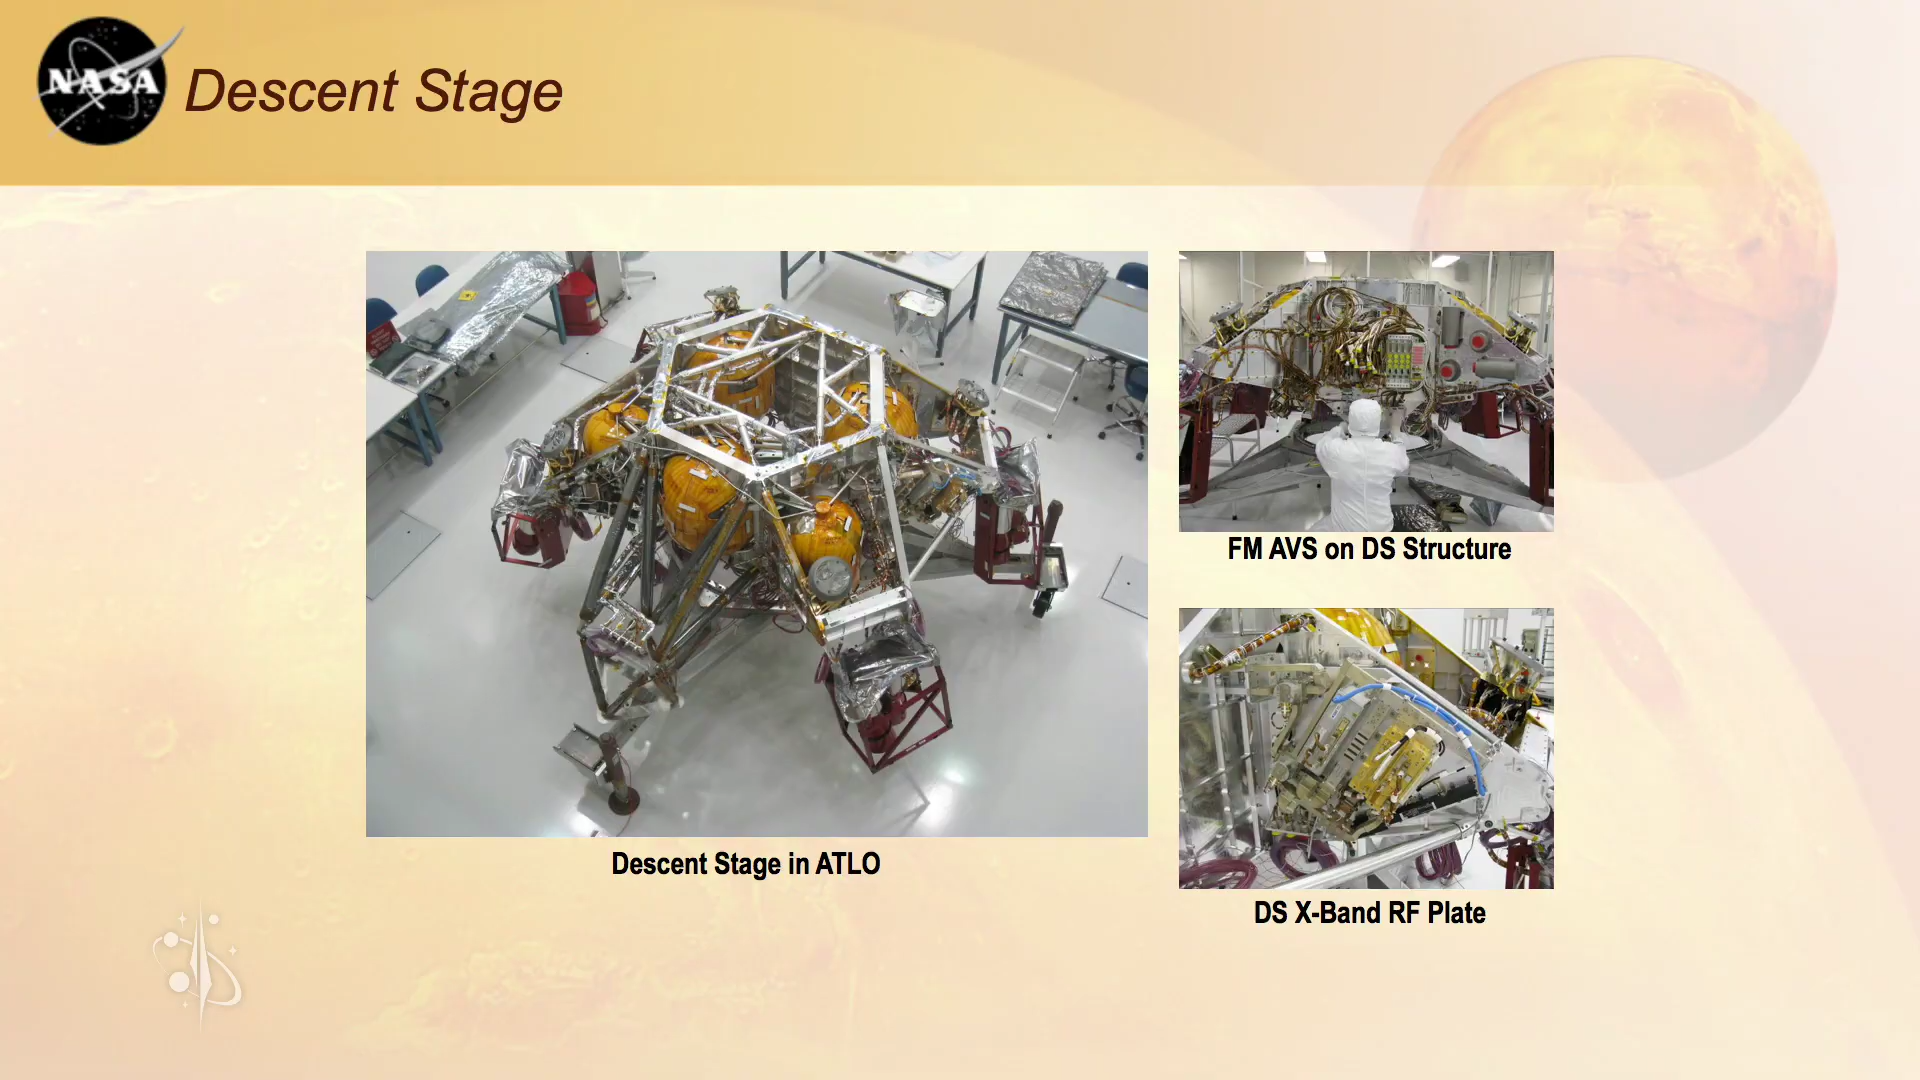 NASA
Descent Stage
FM AVS on DS Structure
Descent Stage in ATLO
DS X-Band RF Plate